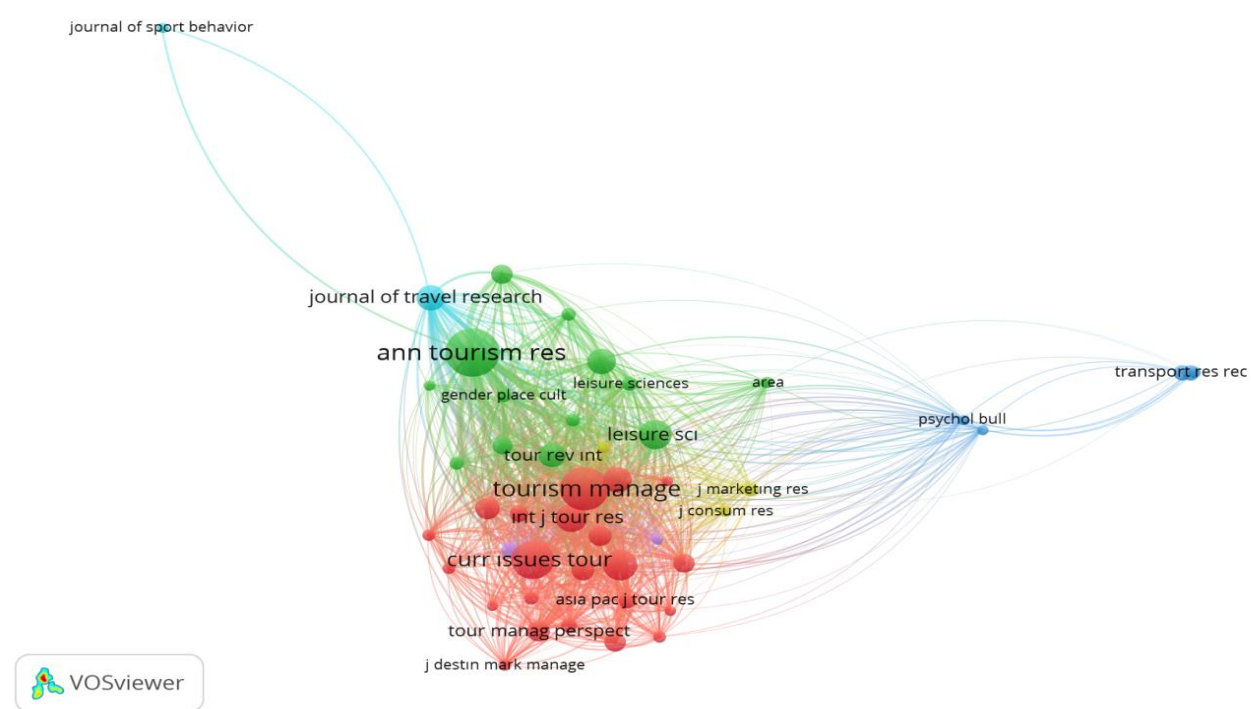 journal of sport behavior
journal of travel research
ann tourism res
transport res rec
leisure sciences
area
gender place cult
psychol bull
leisure sci
tour rev int
tourism manage
j marketing res
j consum res
int j tour res
curr issues tour
asia pac j tour res
tour manag perspect
j destin mark manage
VOSviewer